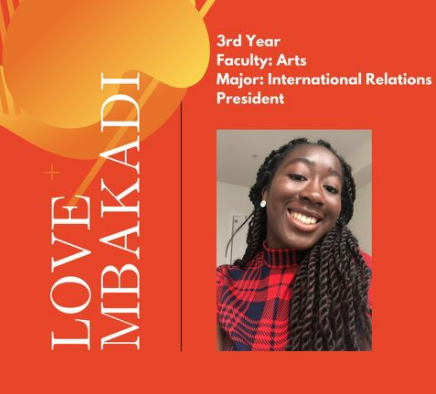 3rd Year
Faculty: Arts
Major: International Relations
President
LOVE
MBAKADI